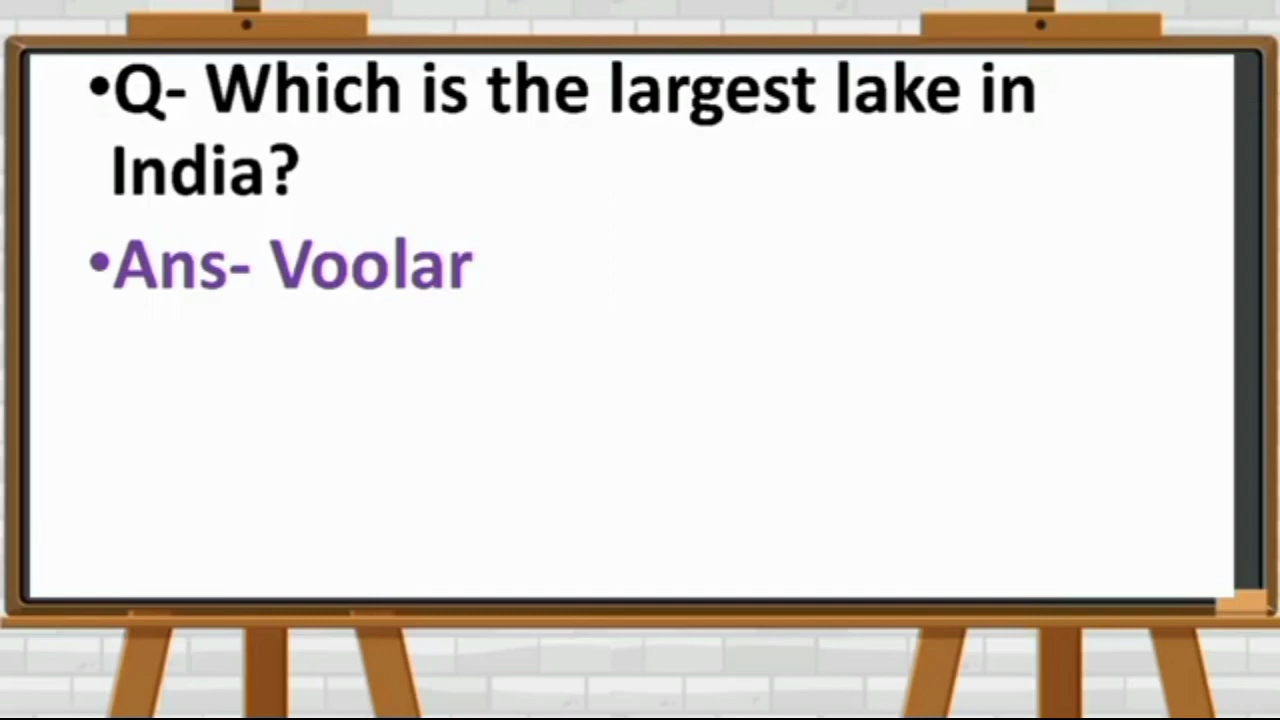 •Q- Which is the largest lake in
India?
•Ans- Voolar